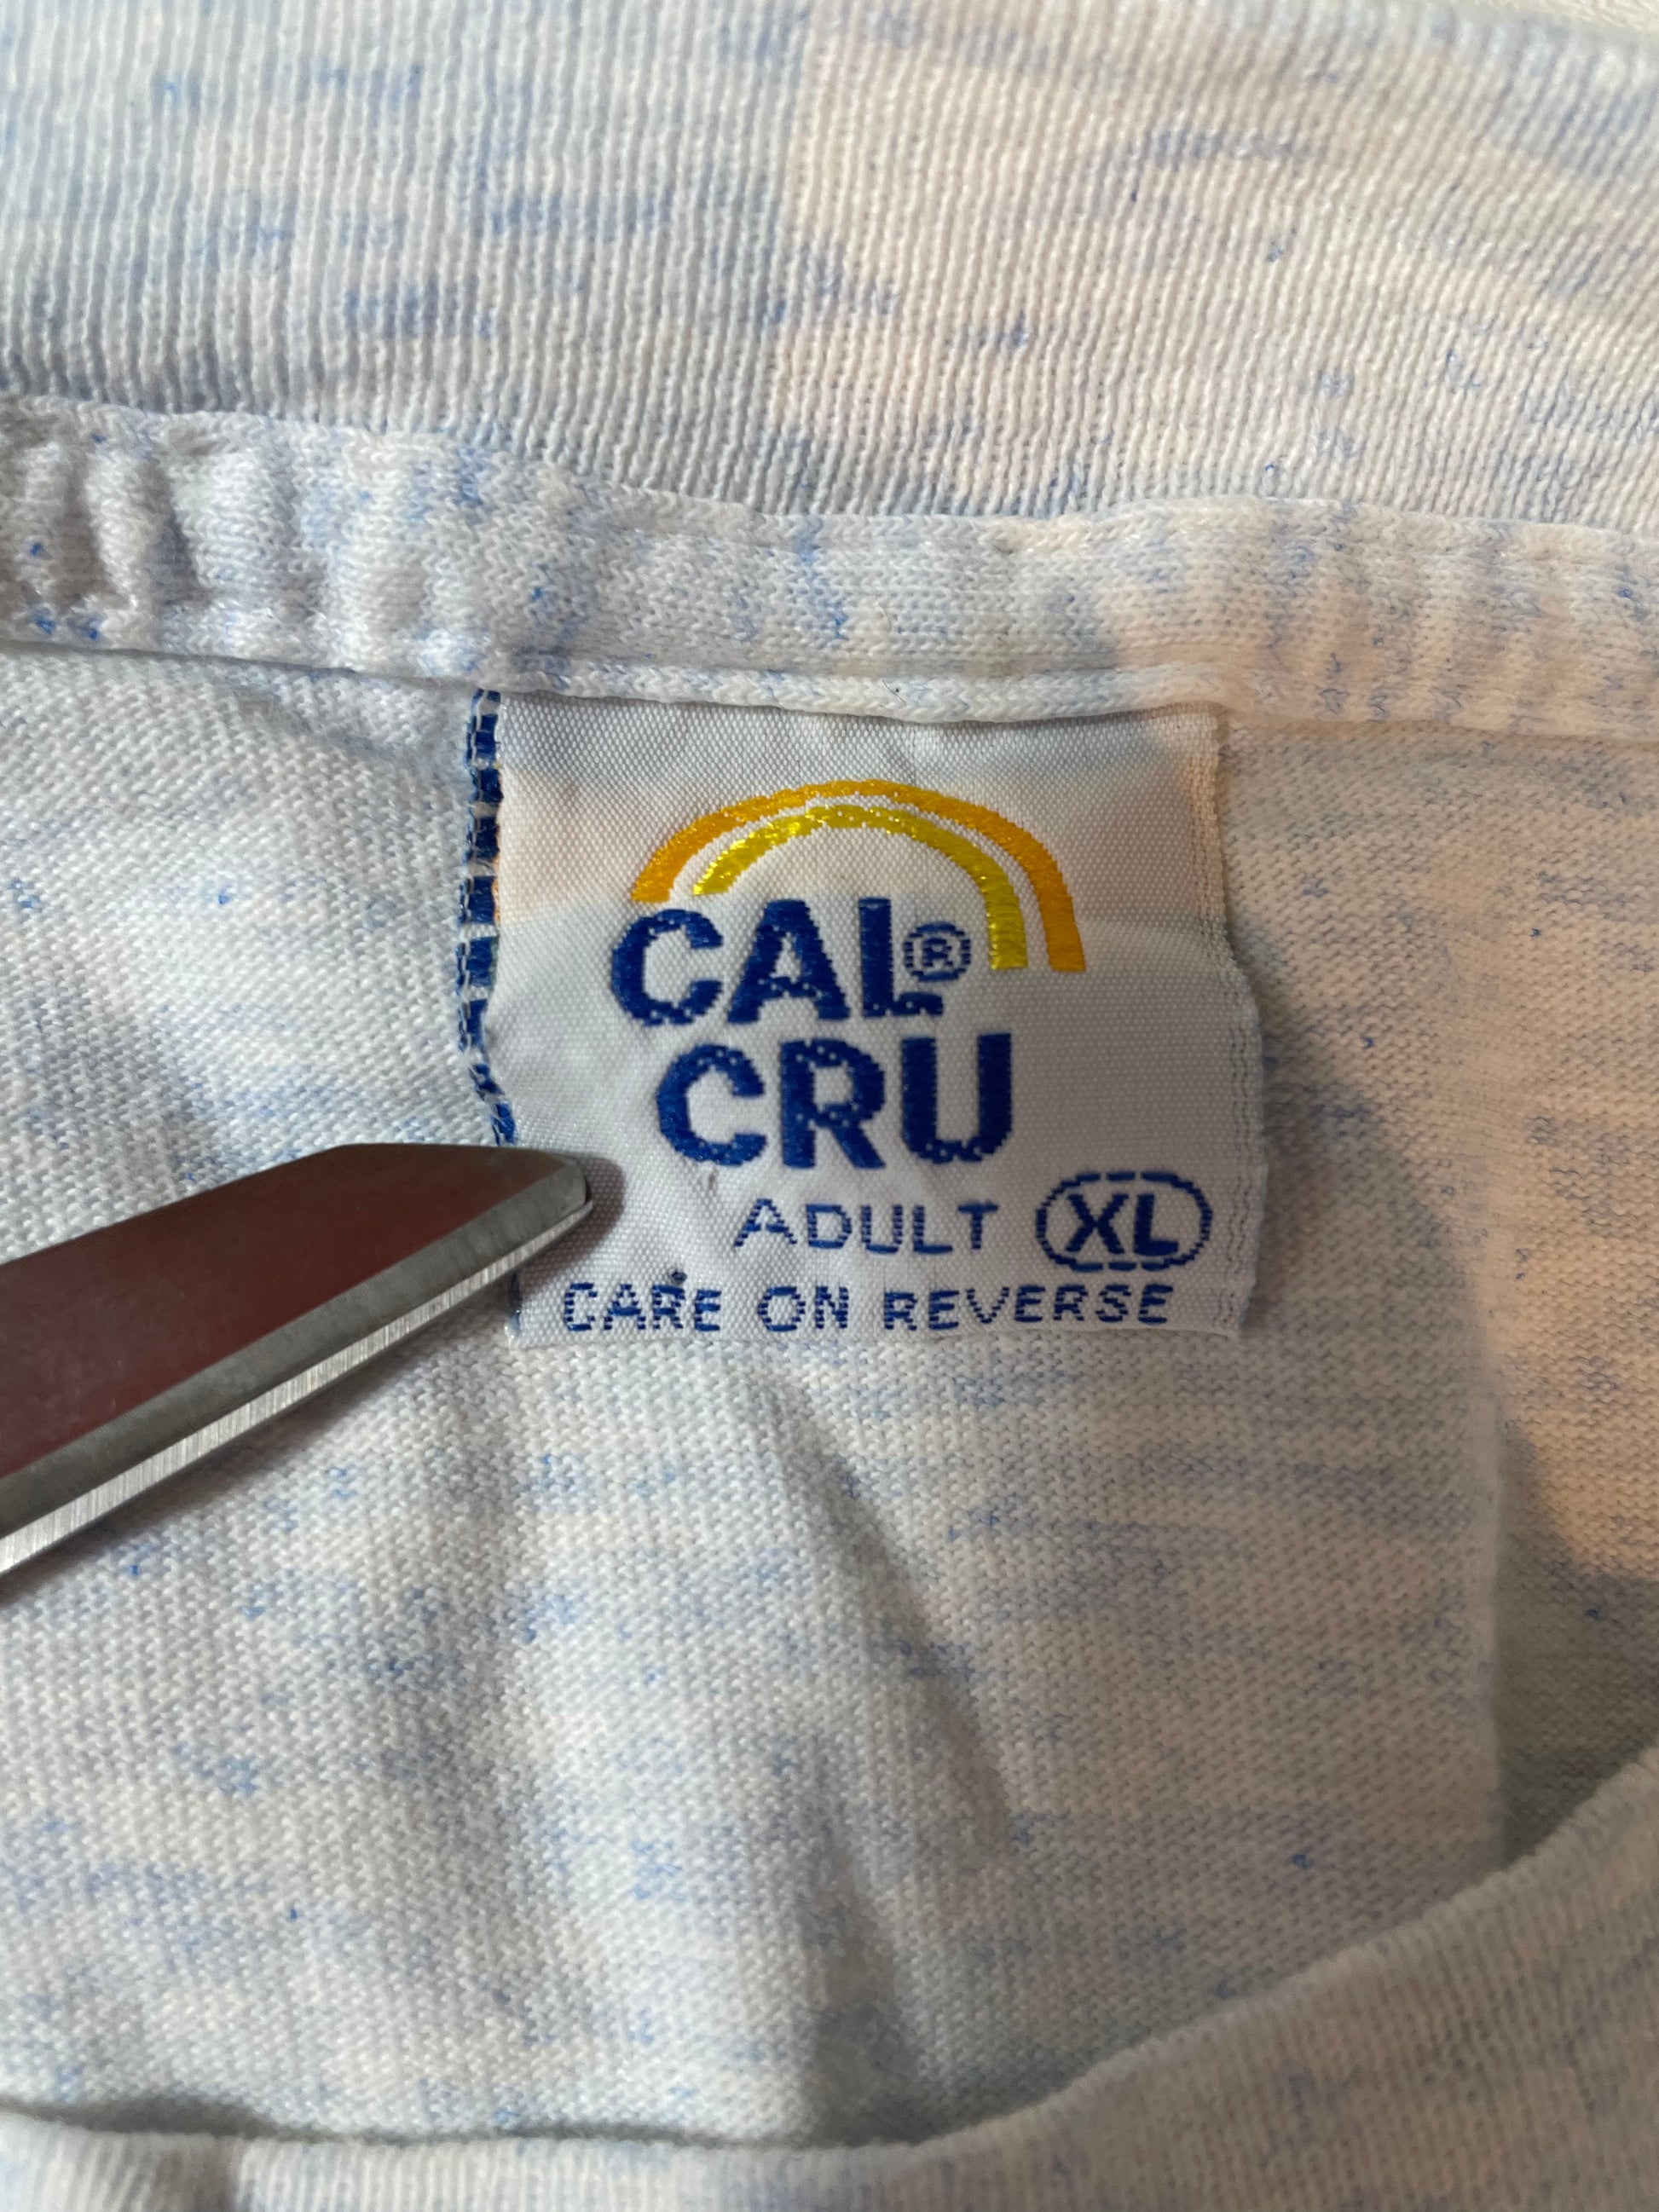 CAL®
CRU
ADULT XL
CARE ON REVERSE